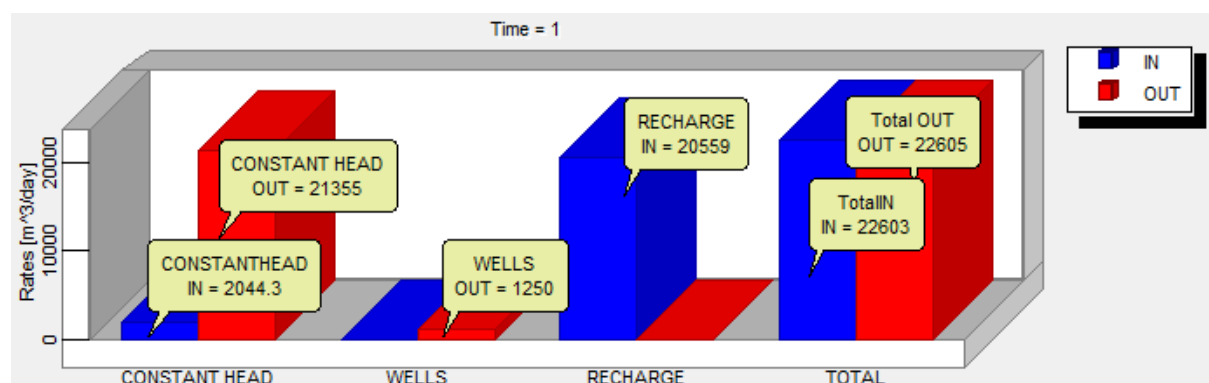 Time = 1
IN
OUT
Rates [m^3/day]
20000
10000
0
CONSTANT HEAD
OUT = 21355
CONSTANTHEAD
IN = 2044.3
WELLS
OUT = 1250
RECHARGE
IN = 20559
Total OUT
OUT = 22605
TotalIN
IN = 22603
CONSTANT HEAD
WELLS
RECHARGE
TOTAL